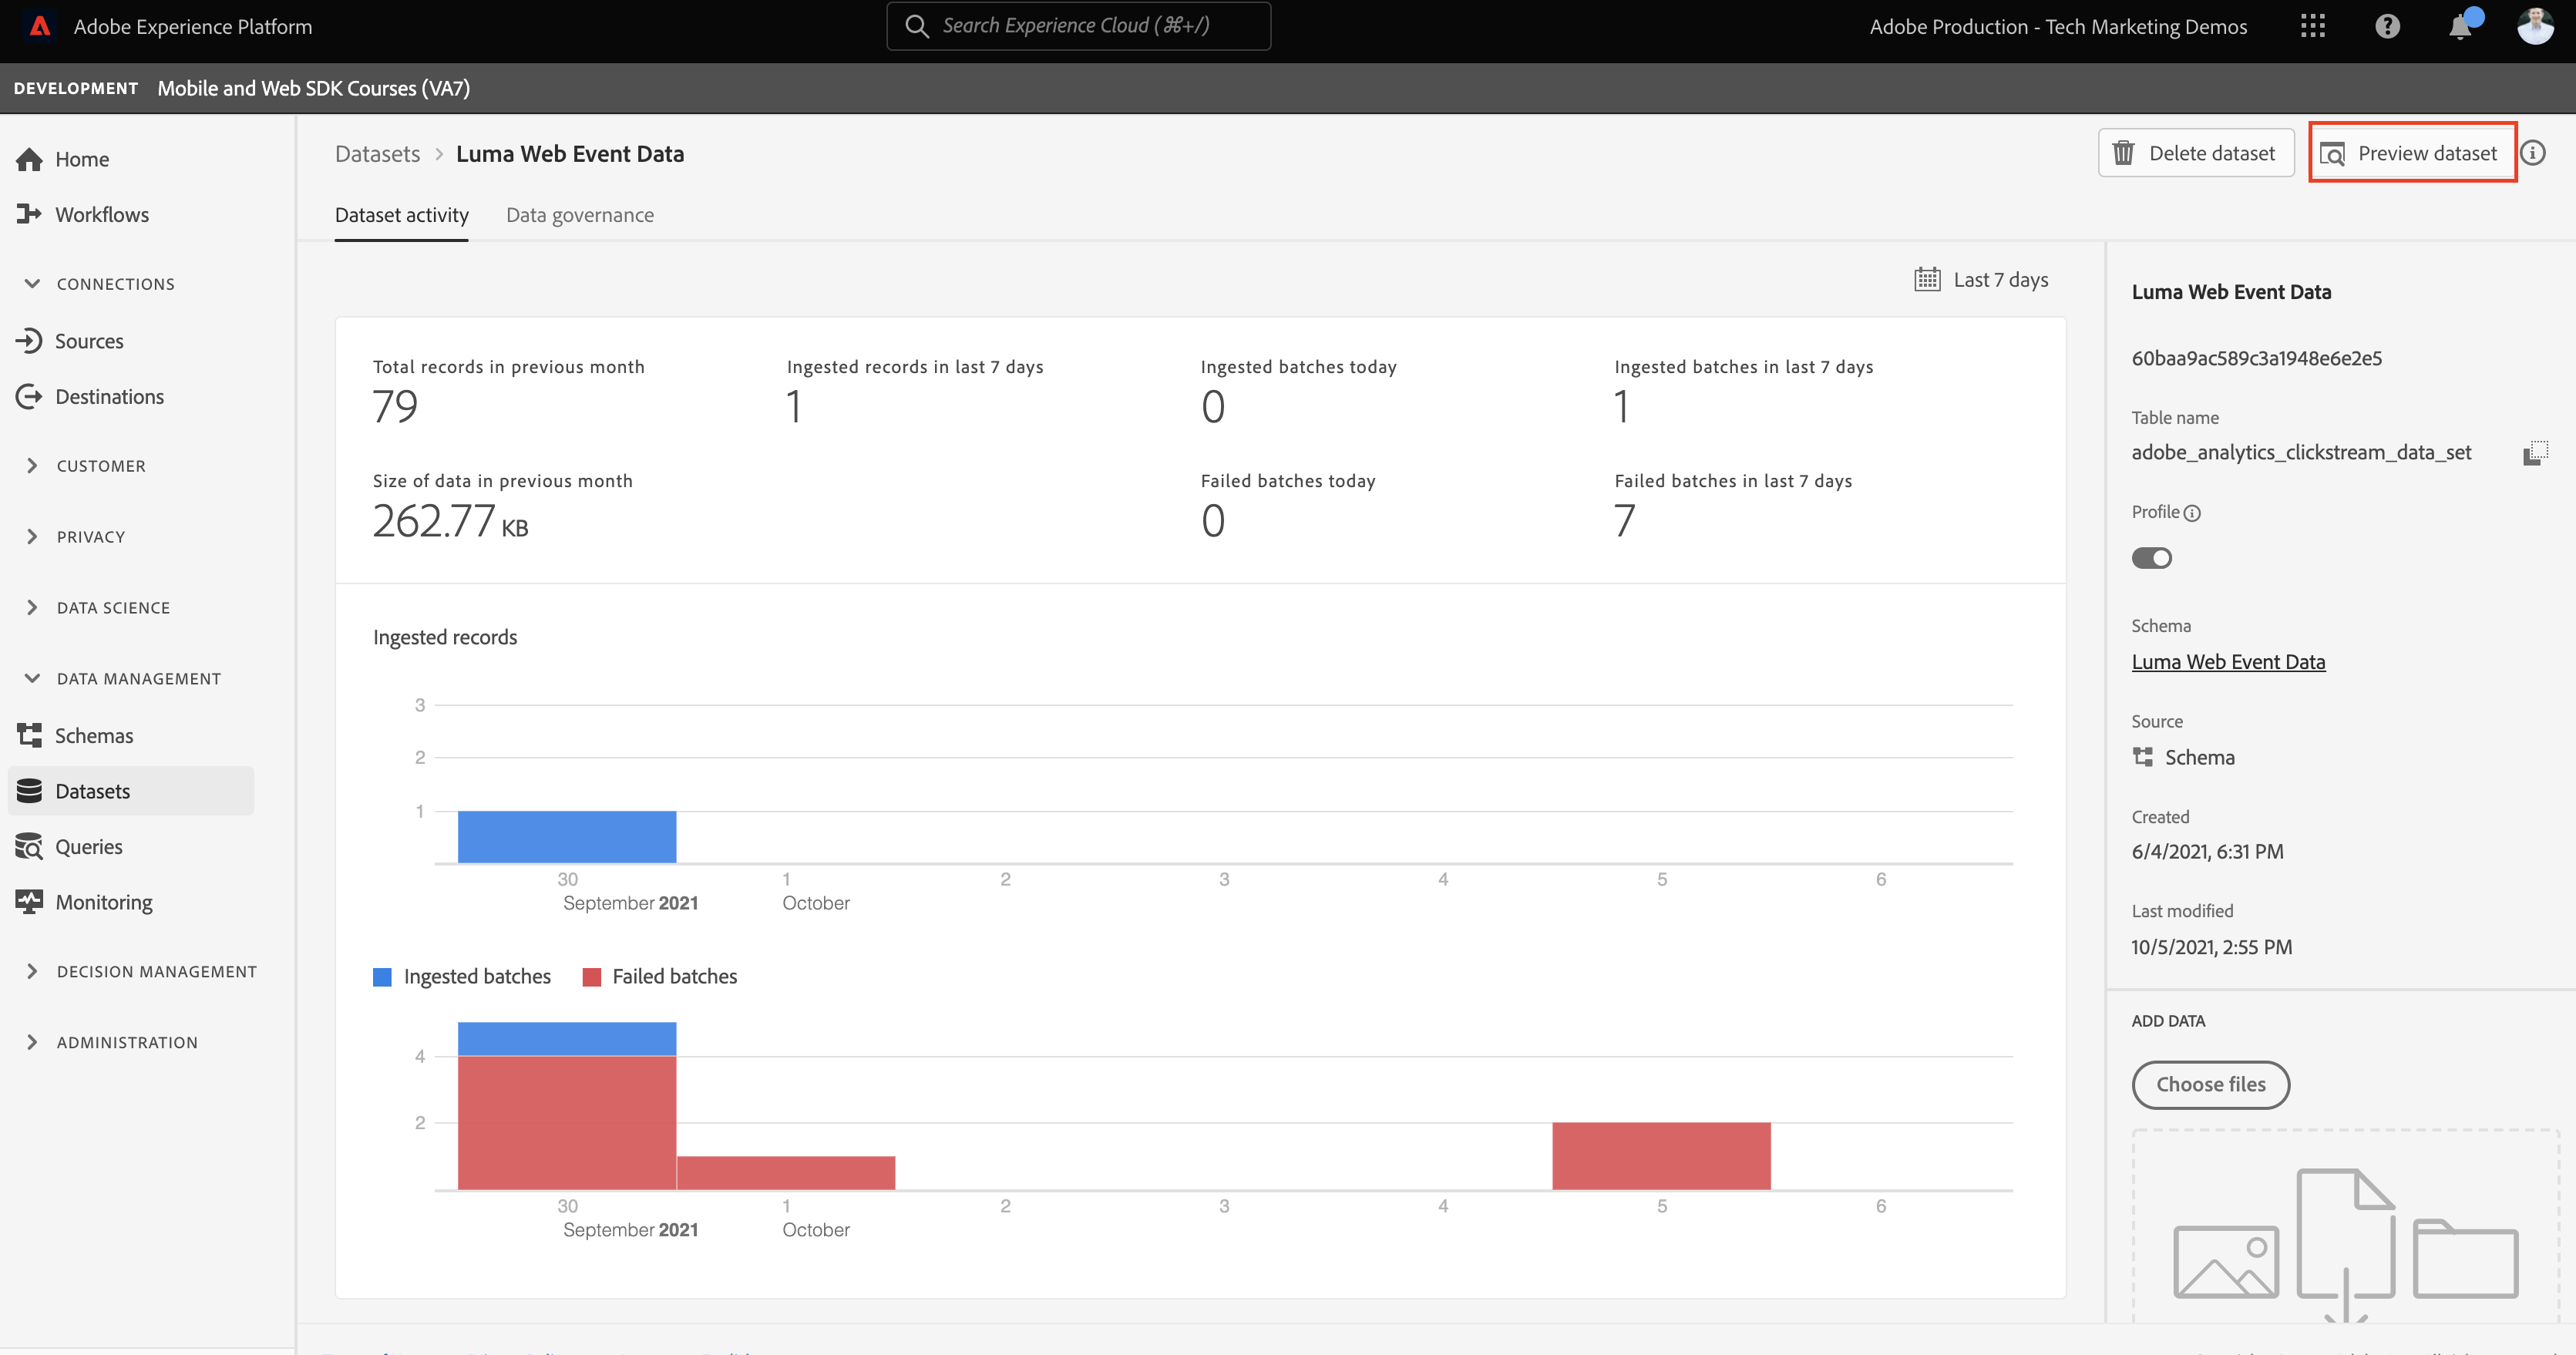 Adobe Experience Platform
Search Experience Cloud (⌘+/)
Adobe Production - Tech Marketing Demos
DEVELOPMENT Mobile and Web SDK Courses (VA7)
Home
Workflows
CONNECTIONS
Sources
Destinations
CUSTOMER
PRIVACY
DATA SCIENCE
DATA MANAGEMENT
Schemas
Datasets
Queries
Monitoring
DECISION MANAGEMENT
ADMINISTRATION
Datasets > Luma Web Event Data
Delete dataset
Preview dataset
Dataset activity
Data governance
Last 7 days
Total records in previous month
79
Ingested records in last 7 days
1
Ingested batches today
0
Ingested batches in last 7 days
1
Size of data in previous month
262.77 KB
Failed batches today
0
Failed batches in last 7 days
7
Ingested records
3
2
1
30 1 2 3 4 5 6
September 2021 October
Ingested batches Failed batches
4
2
30 1 2 3 4 5 6
September 2021 October
Luma Web Event Data
60baa9ac589c3a1948e6e2e5
Table name
adobe_analytics_clickstream_data_set
Profile
Schema
Luma Web Event Data
Source
Schema
Created
6/4/2021, 6:31 PM
Last modified
10/5/2021, 2:55 PM
ADD DATA
Choose files